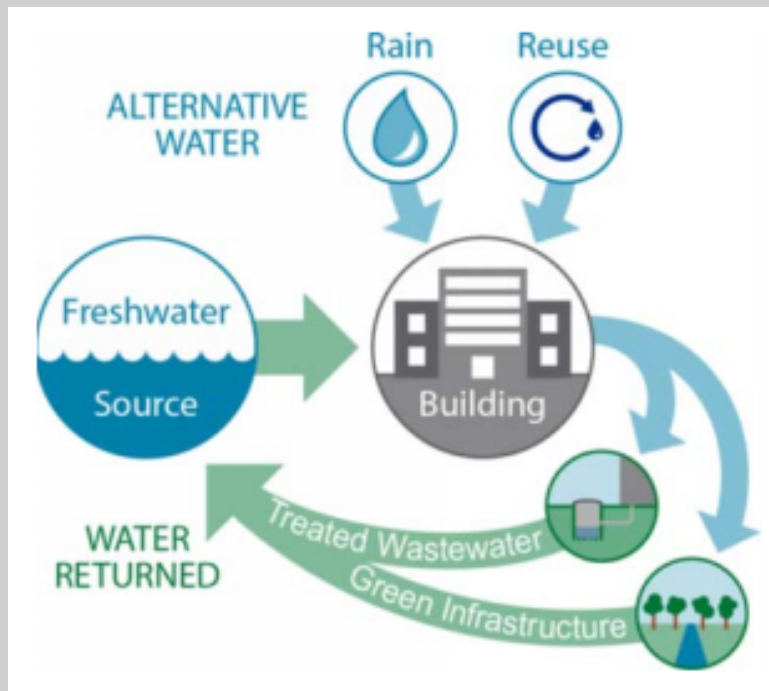 Rain
Reuse
ALTERNATIVE
WATER
Freshwater
Source
Building
Treated Wastewater
Green Infrastructure
WATER
RETURNED